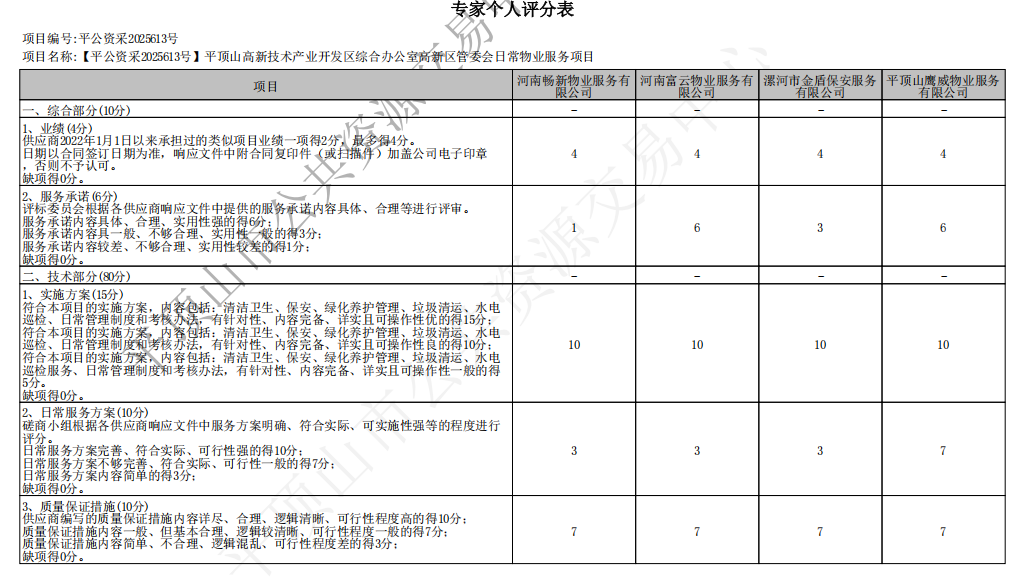 专家个人评分表
项目编号:平公资采2025613号
项目名称:【平公资采2025613号】平顶山高新技术产业开发区综合办公室高新区管委会日常物业服务项目
项目
河南畅新物业服务有
限公司
河南富云物业服务有
限公司
漯河市金盾保安服务
有限公司
平顶山鹰威物业服务
有限公司
一、综合部分(10分) － － － －
1、业绩(4分)
供应商2022年1月1日以来承担过的类似项目业绩一项得2分，最多得4分。
日期以合同签订日期为准，响应文件中附合同复印件（或扫描件）加盖公司电子印章
，否则不予认可。
缺项得0分。
4 4 4 4
2、服务承诺(6分)
评标委员会根据各供应商响应文件中提供的服务承诺内容具体、合理等进行评审。
服务承诺内容具体、合理、实用性强的得6分；
服务承诺内容具一般、不够合理、实用性一般的得3分；
服务承诺内容较差、不够合理、实用性较差的得1分；
缺项得0分。
1 6 3 6
二、技术部分(80分) － － － －
1、实施方案(15分)
符合本项目的实施方案，内容包括：清洁卫生、保安、绿化养护管理、垃圾清运、水电
巡检、日常管理制度和考核办法，有针对性、内容完备、详实且可操作性优的得15分；
符合本项目的实施方案，内容包括：清洁卫生、保安、绿化养护管理、垃圾清运、水电
巡检、日常管理制度和考核办法，有针对性、内容完备、详实且可操作性良的得10分；
符合本项目的实施方案，内容包括：清洁卫生、保安、绿化养护管理、垃圾清运、水电
巡检服务、日常管理制度和考核办法，有针对性、内容完备、详实且可操作性一般的得
5分。
缺项得0分。
10 10 10 10
2、日常服务方案(10分)
磋商小组根据各供应商响应文件中服务方案明确、符合实际、可实施性强等的程度进行
评分。
日常服务方案完善、符合实际、可行性强的得10分；
日常服务方案不够完善，符合实际、可行性一般的得7分；
日常服务方案内容简单的得3分；
缺项得0分。
3 3 3 7
3、质量保证措施(10分)
供应商编写的质量保证措施内容详尽、合理、逻辑清晰、可行性程度高的得10分；
质量保证措施内容一般、但基本合理、逻辑较清晰、可行性程度一般的得7分；
质量保证措施内容简单、不合理、逻辑混乱、可行性程度差的得3分；
缺项得0分。
7 7 7 7
平顶山市公共资源交易中心
平顶山市公共资源交易中心